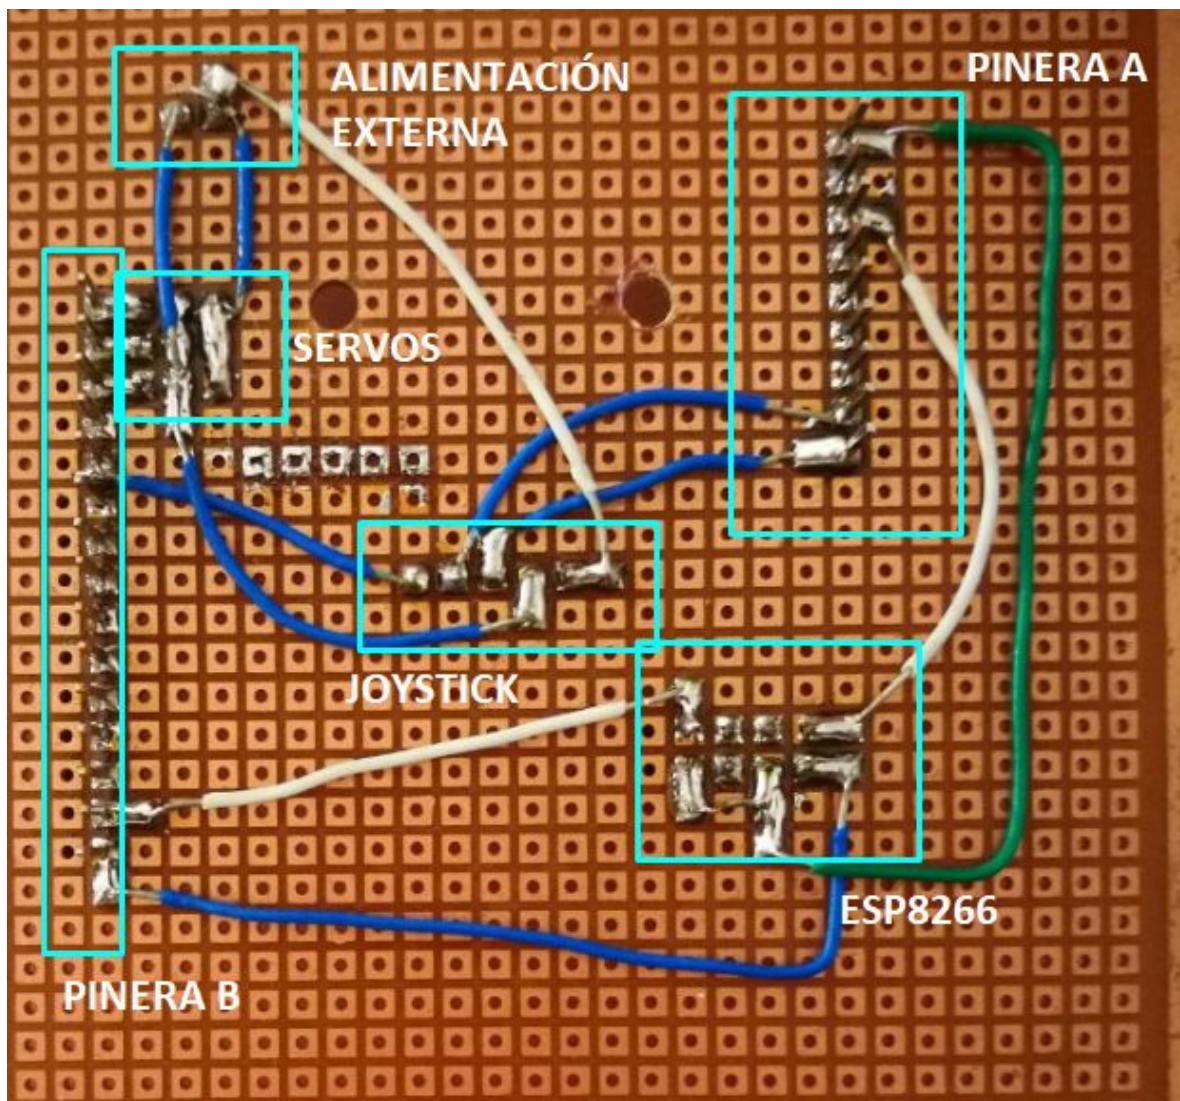 ALIMENTACIÓN
EXTERNA
PINERA A
SERVOS
JOYSTICK
ESP8266
PINERA B